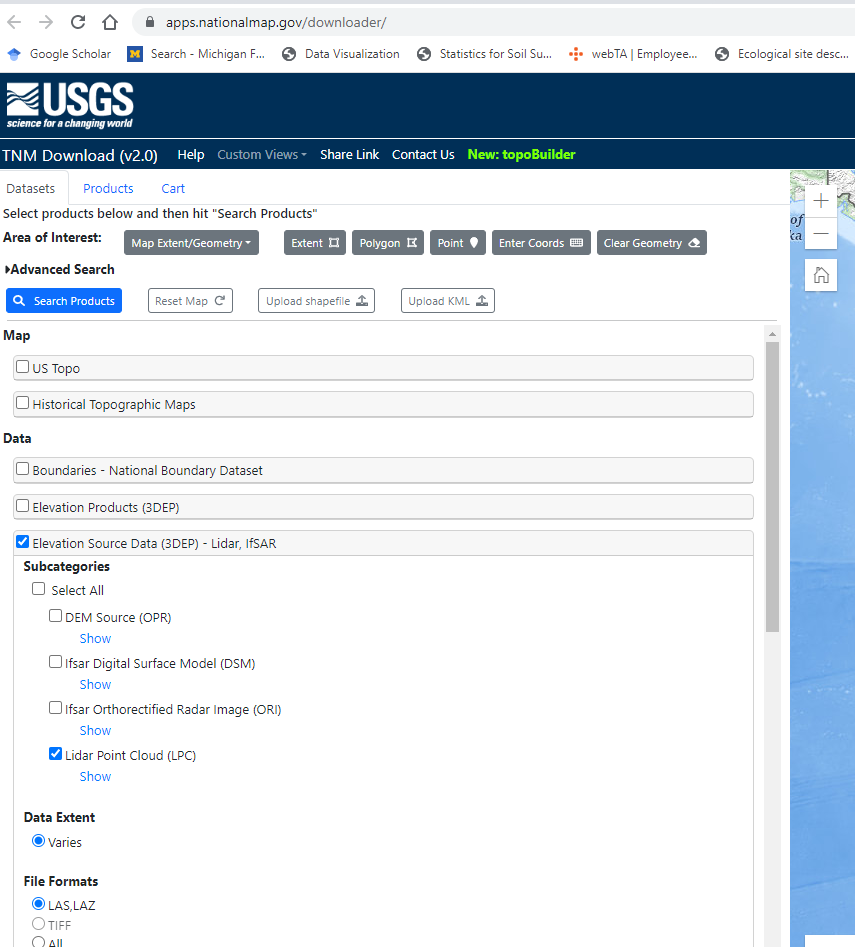 apps.nationalmap.gov/downloader/
Google Scholar M Search - Michigan F... Data Visualization Statistics for Soil Su... webTA | Employee... Ecological site desc...
USGS
science for a changing world
TNM Download (v2.0) Help Custom Views Share Link Contact Us New: topoBuilder
Datasets Products Cart
Select products below and then hit "Search Products"
Area of Interest: Map Extent/Geometry Extent Polygon Point Enter Coords Clear Geometry
Advanced Search
Search Products Reset Map Upload shapefile Upload KML
Map
US Topo
Historical Topographic Maps
Data
Boundaries - National Boundary Dataset
Elevation Products (3DEP)
Elevation Source Data (3DEP) - Lidar, IfSAR
Subcategories
Select All
DEM Source (OPR)
Show
Ifsar Digital Surface Model (DSM)
Show
Ifsar Orthorectified Radar Image (ORI)
Show
Lidar Point Cloud (LPC)
Show
Data Extent
Varies
File Formats
LAS,LAZ
TIFF
All
+
of
ka